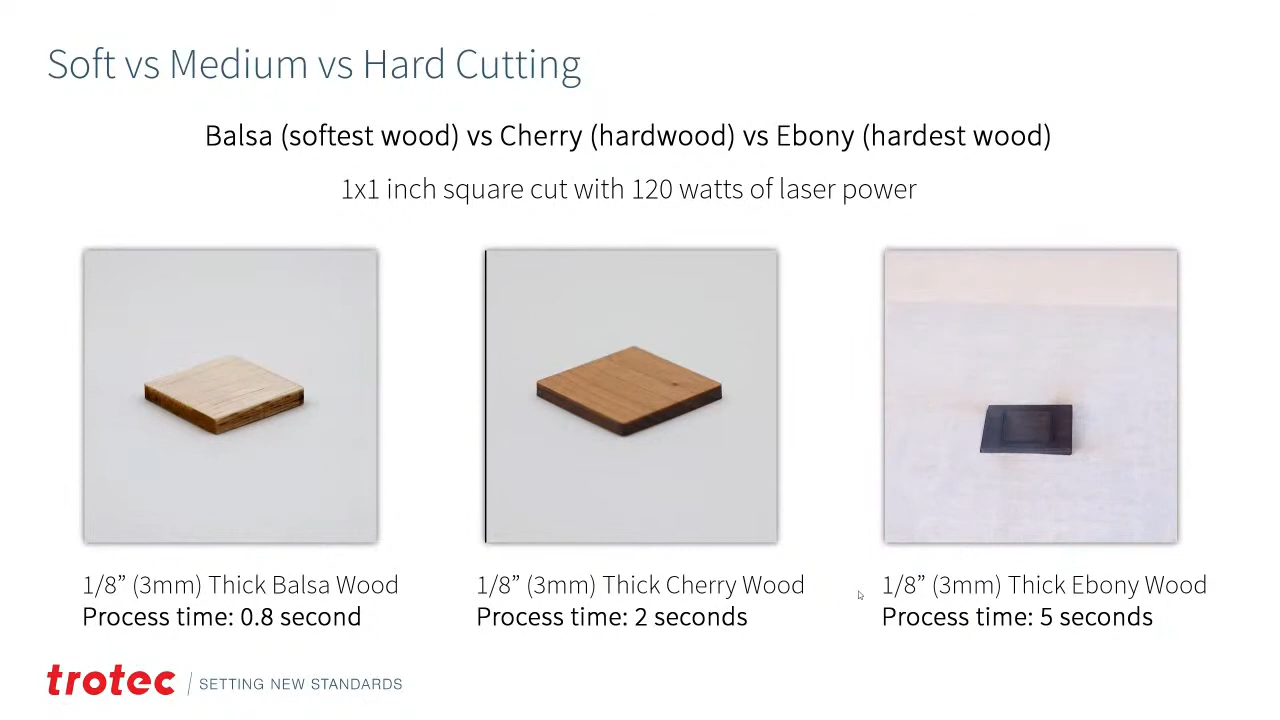 Soft vs Medium vs Hard Cutting
Balsa (softest wood) vs Cherry (hardwood) vs Ebony (hardest wood)
1x1 inch square cut with 120 watts of laser power
1/8” (3mm) Thick Balsa Wood
Process time: 0.8 second
1/8” (3mm) Thick Cherry Wood
Process time: 2 seconds
1/8” (3mm) Thick Ebony Wood
Process time: 5 seconds
trotec / SETTING NEW STANDARDS